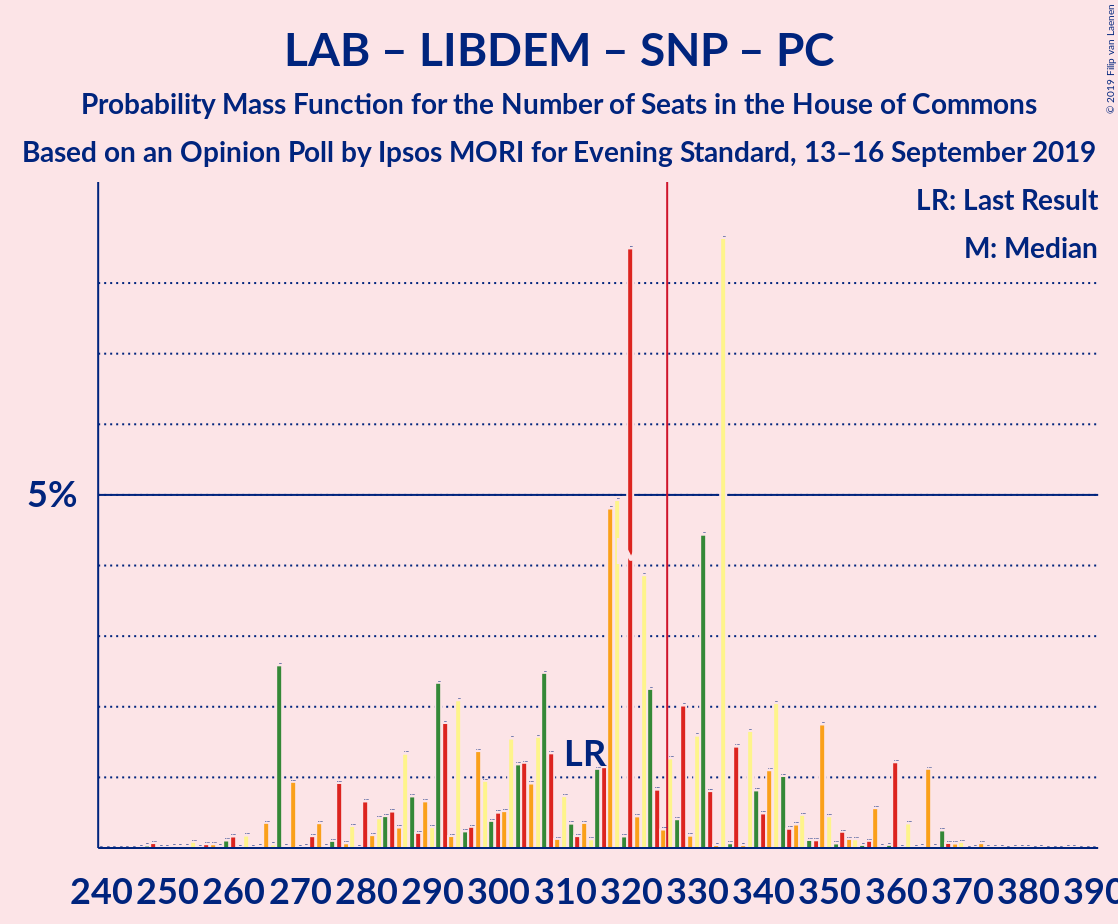 LAB – LIBDEM – SNP – PC
Probability Mass Function for the Number of Seats in the House of Commons
Based on an Opinion Poll by Ipsos MORI for Evening Standard, 13–16 September 2019
© 2019 Filip van Laenen
LR: Last Result
M: Median
5%
LR
240 250 260 270 280 290 300 310 320 330 340 350 360 370 380 390